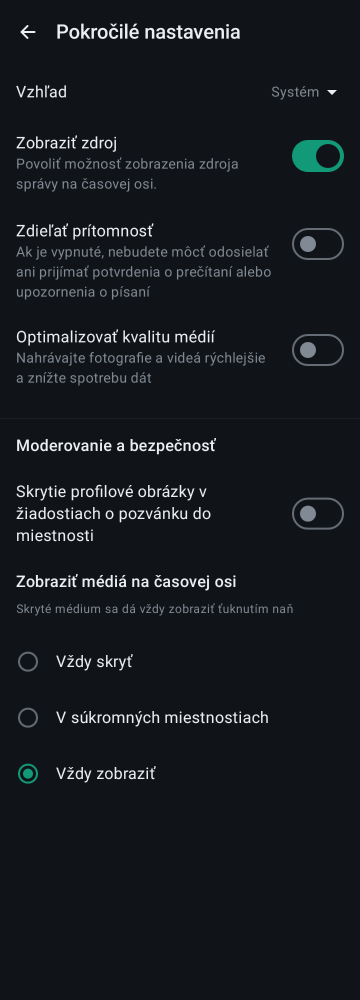 Pokročilé nastavenia
Vzhľad
Systém
Zobraziť zdroj
Povoliť možnosť zobrazenia zdroja
správy na časovej osi.
Zdieľať prítomnosť
Ak je vypnuté, nebudete môcť odosielať
ani prijímať potvrdenia o prečítaní alebo
upozornenia o písaní
Optimalizovať kvalitu médií
Nahrávajte fotografie a videá rýchlejšie
a znížte spotrebu dát
Moderovanie a bezpečnosť
Skrytie profilové obrázky v
žiadostiach o pozvánku do
miestnosti
Zobraziť médiá na časovej osi
Skryté médium sa dá vždy zobraziť ťuknutím naň
Vždy skryť
V súkromných miestnostiach
Vždy zobraziť